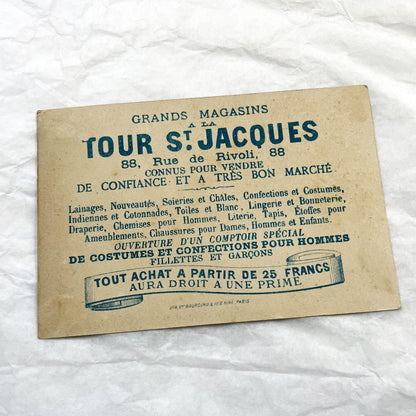 GRANDS MAGASINS
A LA
TOUR ST. JACQUES
88, Rue de Rivoli, 88
CONNUS POUR VENDRE
DE CONFIANCE ET A TRÈS BON MARCHÉ
Lainages, Nouveautés, Soieries et Châles, Confections et Costumes,
Indiennes et Cotonnades, Toiles et Blanc, Lingerie et Bonneterie,
Draperie, Chemises pour Hommes, Literie, Tapis, Étoffes pour
Ameublements, Chaussures pour Dames, Hommes et Enfants.
OUVERTURE D'UN COMPTOIR SPÉCIAL
DE COSTUMES ET CONFECTIONS POUR HOMMES
FILLETTES ET GARÇONS
TOUT ACHAT A PARTIR DE 25 FRANCS
AURA DROIT A UNE PRIME
PARIS